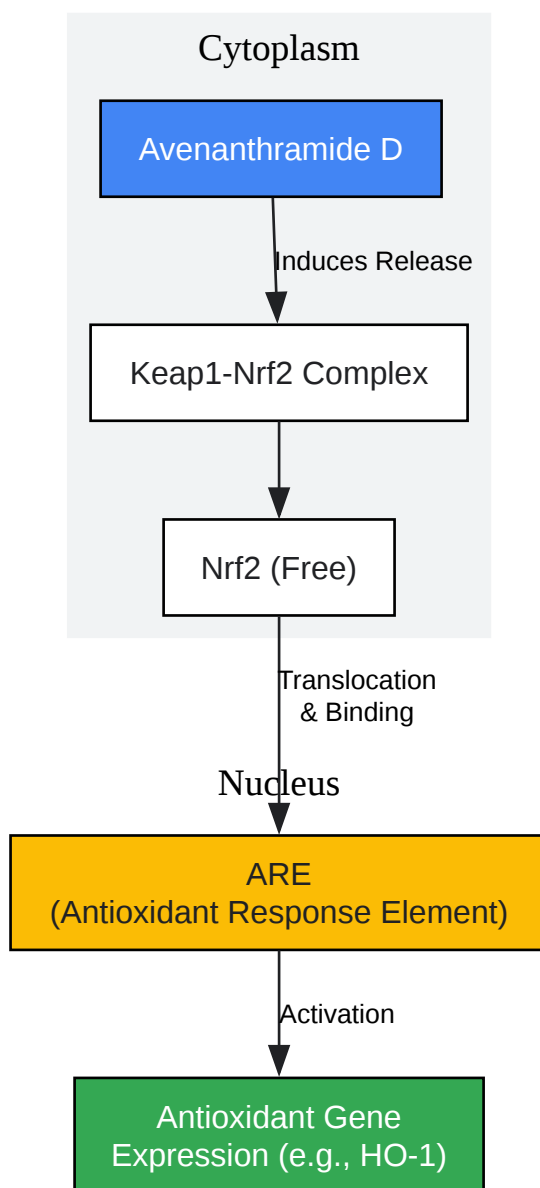 Cytoplasm
Avenanthramide D
Induces Release
Keap1-Nrf2 Complex
Nrf2 (Free)
Translocation
& Binding
Nucleus
ARE
(Antioxidant Response Element)
Activation
Antioxidant Gene
Expression (e.g., HO-1)